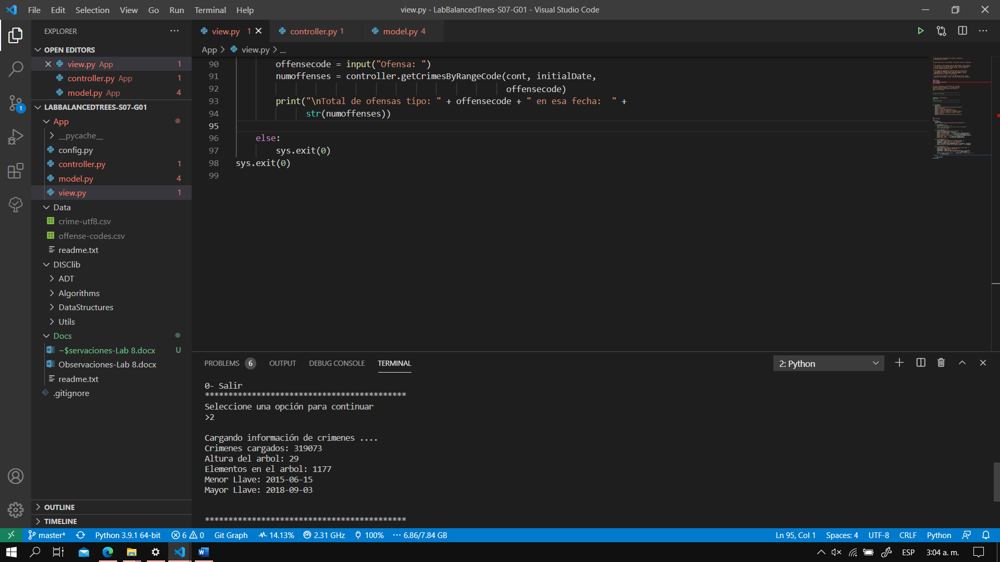 File Edit Selection View Go Run Terminal Help
view.py - LabBalancedTrees-S07-G01 - Visual Studio Code
EXPLORER
OPEN EDITORS
view.py App 1
controller.py App 1
model.py App 4
LABBALANCEDTREES-S07-G01
App
__pycache__
config.py
controller.py 1
model.py 4
view.py 1
Data
crime-utf8.csv
offense-codes.csv
readme.txt
DISClib
ADT
Algorithms
DataStructures
Utils
Docs
~$servaciones-Lab 8.docx U
Observaciones-Lab 8.docx
readme.txt
.gitignore
OUTLINE
TIMELINE
1
view.py 1
controller.py 1
model.py 4
App > view.py > ...
90 offensecode = input("Ofensa: ")
91 numoffenses = controller.getCrimesByRangeCode(cont, initialDate,
92 offensecode)
93 print("\nTotal de ofensas tipo: " + offensecode + " en esa fecha:  " +
94 str(numoffenses))
95
96 else:
97 sys.exit(0)
98 sys.exit(0)
99
PROBLEMS 6 OUTPUT DEBUG CONSOLE TERMINAL
2: Python
0- Salir
*******************************************
Seleccione una opción para continuar
>2
Cargando información de crimenes ....
Crimenes cargados: 319073
Altura del arbol: 29
Elementos en el arbol: 1177
Menor Llave: 2015-06-15
Mayor Llave: 2018-09-03
*******************************************
master* Python 3.9.1 64-bit 6 0 Git Graph 14.13% 2.31 GHz 100% 6.86/7.84 GB
Ln 95, Col 1 Spaces: 4 UTF-8 CRLF Python
ESP 3:04 a. m.